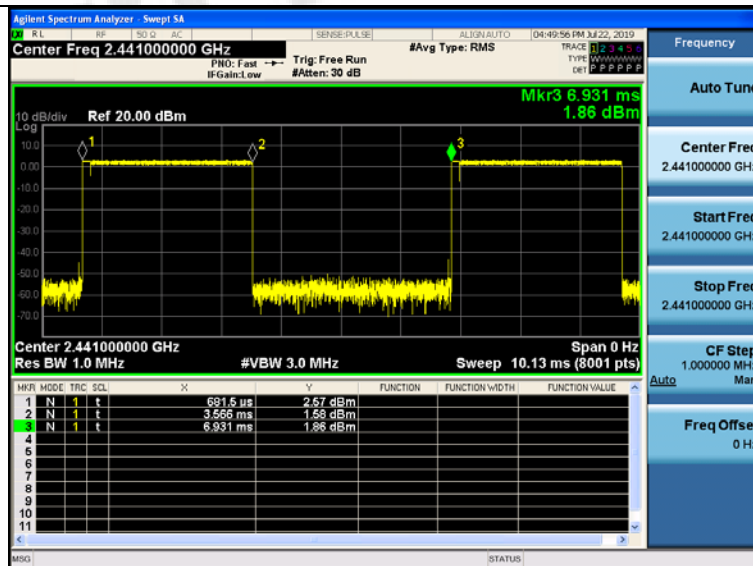 Agilent Spectrum Analyzer - Swept SA
RL RF 50 Ω AC SENSE:PULSE ALIGN AUTO 04:49:56 PM Jul 22, 2019
Center Freq 2.441000000 GHz #Avg Type: RMS TRACE 1 2 3 4 5 6
PNO: Fast Trig: Free Run TYPE WWWWWW
IFGain:Low #Atten: 30 dB DET P P P P P P
Mkr3 6.931 ms
10 dB/div Ref 20.00 dBm 1.86 dBm
Log
10.0
0.00
-10.0
-20.0
-30.0
-40.0
-50.0
-60.0
-70.0
1
2
3
Center 2.441000000 GHz Span 0 Hz
Res BW 1.0 MHz #VBW 3.0 MHz Sweep 10.13 ms (8001 pts)
MKR MODE TRC SCL X Y FUNCTION FUNCTION WIDTH FUNCTION VALUE
1 N 1 t 681.5 µs 2.57 dBm
2 N 1 t 3.566 ms 1.58 dBm
3 N 1 t 6.931 ms 1.86 dBm
4
5
6
7
8
9
10
11
MSG STATUS
Frequency
Auto Tune
Center Freq
2.441000000 GHz
Start Freq
2.441000000 GHz
Stop Freq
2.441000000 GHz
CF Step
1.000000 MHz
Auto Man
Freq Offset
0 Hz